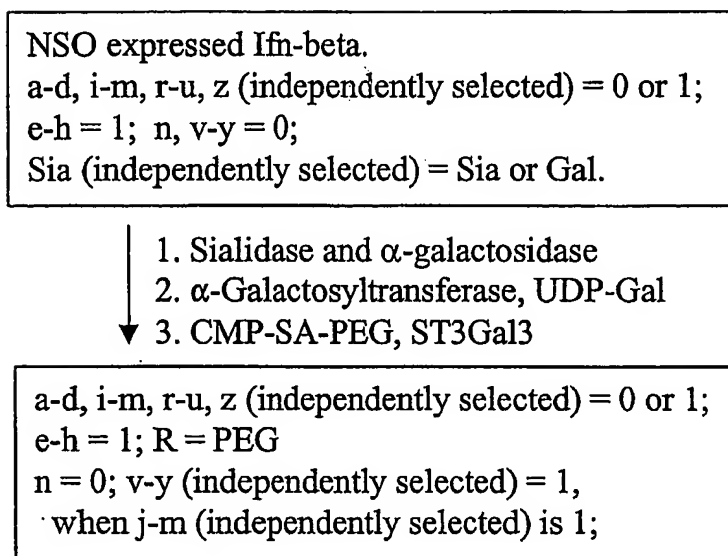 NSO expressed Ifn-beta.
a-d, i-m, r-u, z (independently selected) = 0 or 1;
e-h = 1; n, v-y = 0;
Sia (independently selected) = Sia or Gal.
1. Sialidase and α-galactosidase
2. α-Galactosyltransferase, UDP-Gal
3. CMP-SA-PEG, ST3Gal3
a-d, i-m, r-u, z (independently selected) = 0 or 1;
e-h = 1; R = PEG
n = 0; v-y (independently selected) = 1,
when j-m (independently selected) is 1;